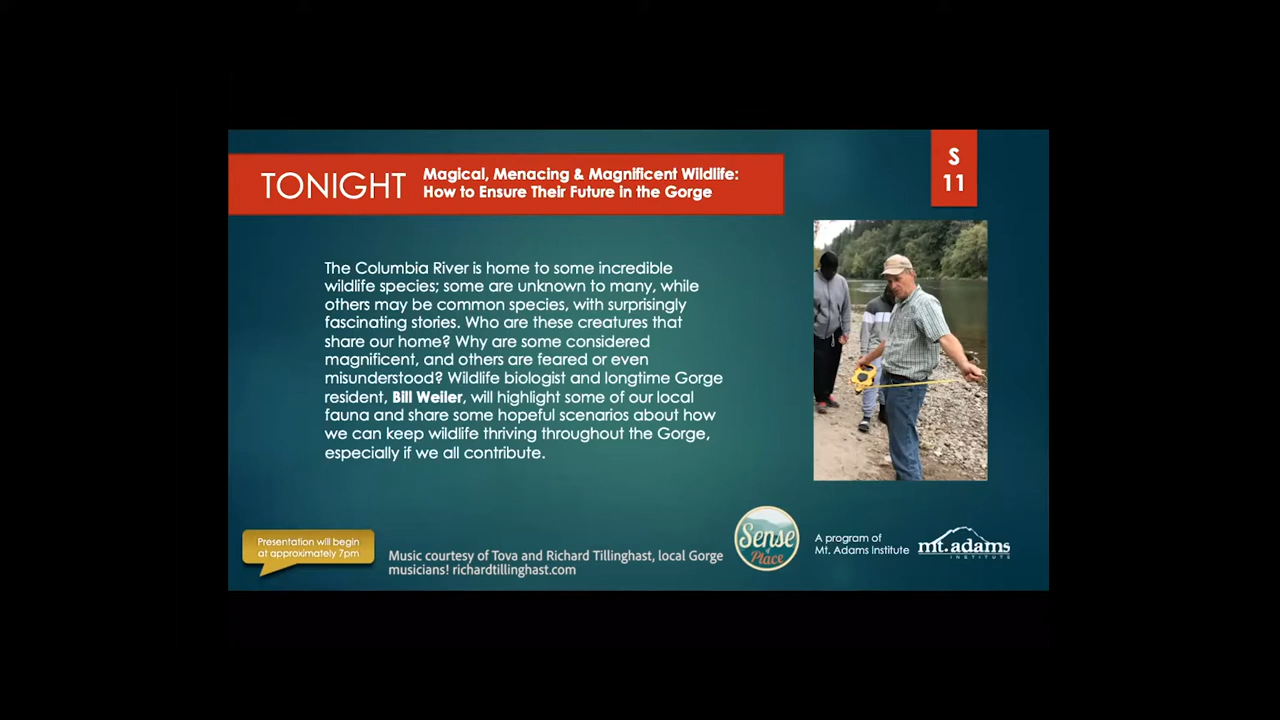 TONIGHT
Magical, Menacing & Magnificent Wildlife:
How to Ensure Their Future in the Gorge
S
11
The Columbia River is home to some incredible
wildlife species; some are unknown to many, while
others may be common species, with surprisingly
fascinating stories. Who are these creatures that
share our home? Why are some considered
magnificent, and others are feared or even
misunderstood? Wildlife biologist and longtime Gorge
resident, Bill Weiler, will highlight some of our local
fauna and share some hopeful scenarios about how
we can keep wildlife thriving throughout the Gorge,
especially if we all contribute.
Presentation will begin
at approximately 7pm
Music courtesy of Tova and Richard Tillinghast, local Gorge
musicians! richardtillinghast.com
Sense
of
Place
A program of
Mt. Adams Institute
mt.adams
INSTITUTE